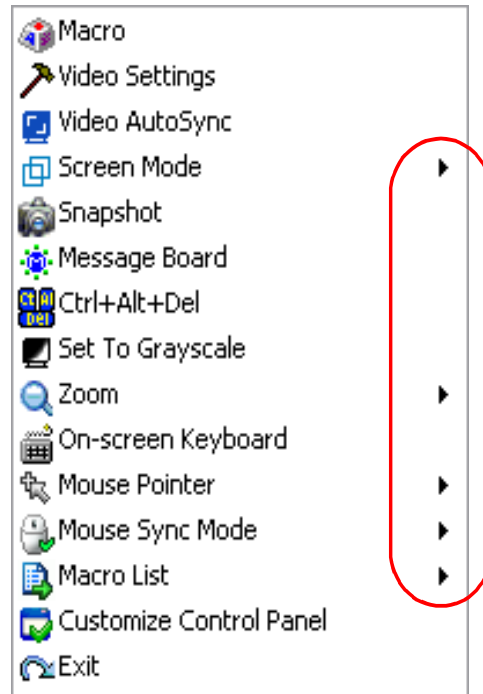 Macro
Video Settings
Video AutoSync
Screen Mode
Snapshot
Message Board
Ctrl+Alt+Del
Set To Grayscale
Zoom
On-screen Keyboard
Mouse Pointer
Mouse Sync Mode
Macro List
Customize Control Panel
Exit